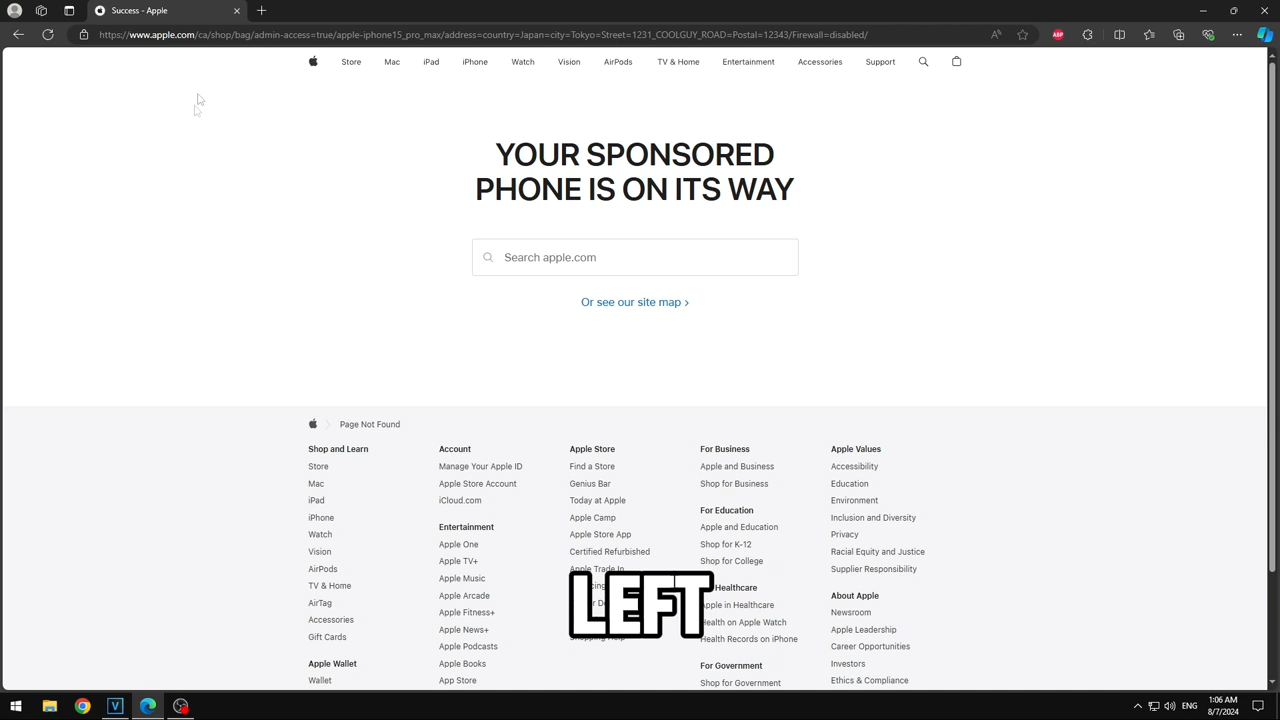 Success - Apple
https://www.apple.com/ca/shop/bag/admin-access=true/apple-iphone15_pro_max/address=country=Japan=city=Tokyo=Street=1231_COOLGUY_ROAD=Postal=12343/Firewall=disabled/
Store Mac iPad iPhone Watch Vision AirPods TV & Home Entertainment Accessories Support
YOUR SPONSORED
PHONE IS ON ITS WAY
Search apple.com
Or see our site map >
Page Not Found
Shop and Learn
Store
Mac
iPad
iPhone
Watch
Vision
AirPods
TV & Home
AirTag
Accessories
Gift Cards
Apple Wallet
Wallet
Account
Manage Your Apple ID
Apple Store Account
iCloud.com
Entertainment
Apple One
Apple TV+
Apple Music
Apple Arcade
Apple Fitness+
Apple News+
Apple Podcasts
Apple Books
App Store
Apple Store
Find a Store
Genius Bar
Today at Apple
Apple Camp
Apple Store App
Certified Refurbished
Apple Trade In
Shopping Help
For Business
Apple and Business
Shop for Business
For Education
Apple and Education
Shop for K-12
Shop for College
Healthcare
Apple in Healthcare
Health on Apple Watch
Health Records on iPhone
For Government
Shop for Government
Apple Values
Accessibility
Education
Environment
Inclusion and Diversity
Privacy
Racial Equity and Justice
Supplier Responsibility
About Apple
Newsroom
Apple Leadership
Career Opportunities
Investors
Ethics & Compliance
LEFT
ENG
1:06 AM
8/7/2024